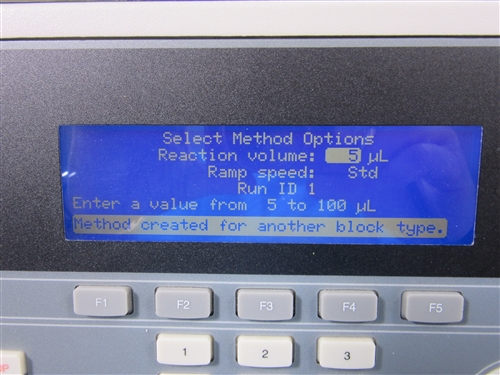 Select Method Options
Reaction volume: 5 µL
Ramp speed: Std
Run ID 1
Enter a value from 5 to 100 µL
Method created for another block type.
F1 F2 F3 F4 F5
1 2 3
OP